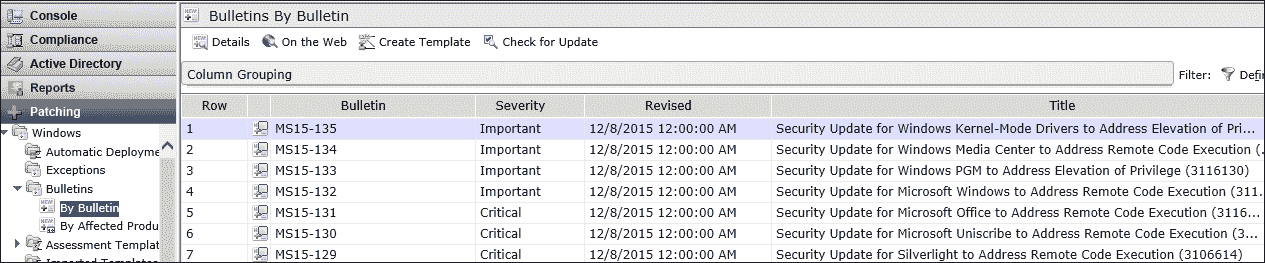 Console
Compliance
Active Directory
Reports
Patching
Windows
Automatic Deployme
Exceptions
Bulletins
By Bulletin
By Affected Produ
Assessment Templat
Bulletins By Bulletin
Details On the Web Create Template Check for Update
Column Grouping Filter: Defi
Row Bulletin Severity Revised Title
1 MS15-135 Important 12/8/2015 12:00:00 AM Security Update for Windows Kernel-Mode Drivers to Address Elevation of Pri...
2 MS15-134 Important 12/8/2015 12:00:00 AM Security Update for Windows Media Center to Address Remote Code Execution (...
3 MS15-133 Important 12/8/2015 12:00:00 AM Security Update for Windows PGM to Address Elevation of Privilege (3116130)
4 MS15-132 Important 12/8/2015 12:00:00 AM Security Update for Microsoft Windows to Address Remote Code Execution (311...
5 MS15-131 Critical 12/8/2015 12:00:00 AM Security Update for Microsoft Office to Address Remote Code Execution (3116...
6 MS15-130 Critical 12/8/2015 12:00:00 AM Security Update for Microsoft Uniscribe to Address Remote Code Execution (3...
7 MS15-129 Critical 12/8/2015 12:00:00 AM Security Update for Silverlight to Address Remote Code Execution (3106614)